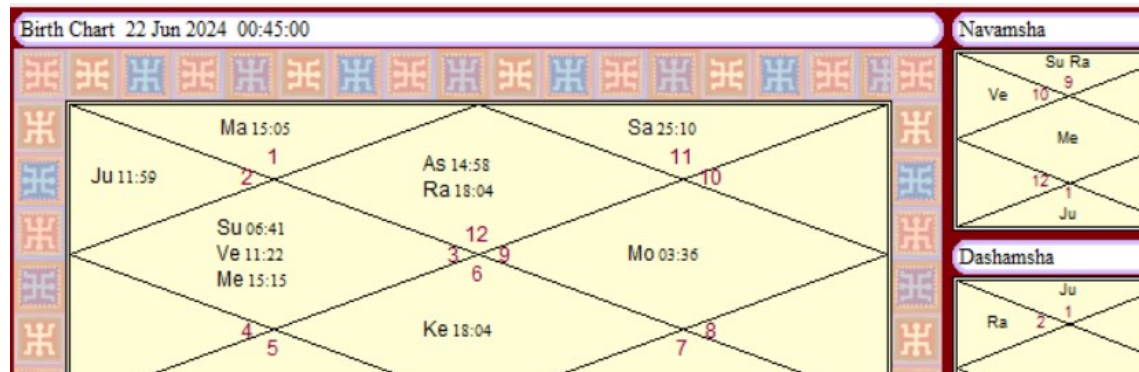 Birth Chart 22 Jun 2024 00:45:00
Navamsha
Ma 15:05
Sa 25:10
1
11
Ju 11:59
2
As 14:58
Ra 18:04
10
Su 06:41
Ve 11:22
Me 15:15
12
3
9
6
Mo 03:36
4
5
Ke 18:04
8
7
Su Ra
Ve
10
9
Me
12
1
Ju
Dashamsha
Ju
Ra
2
1